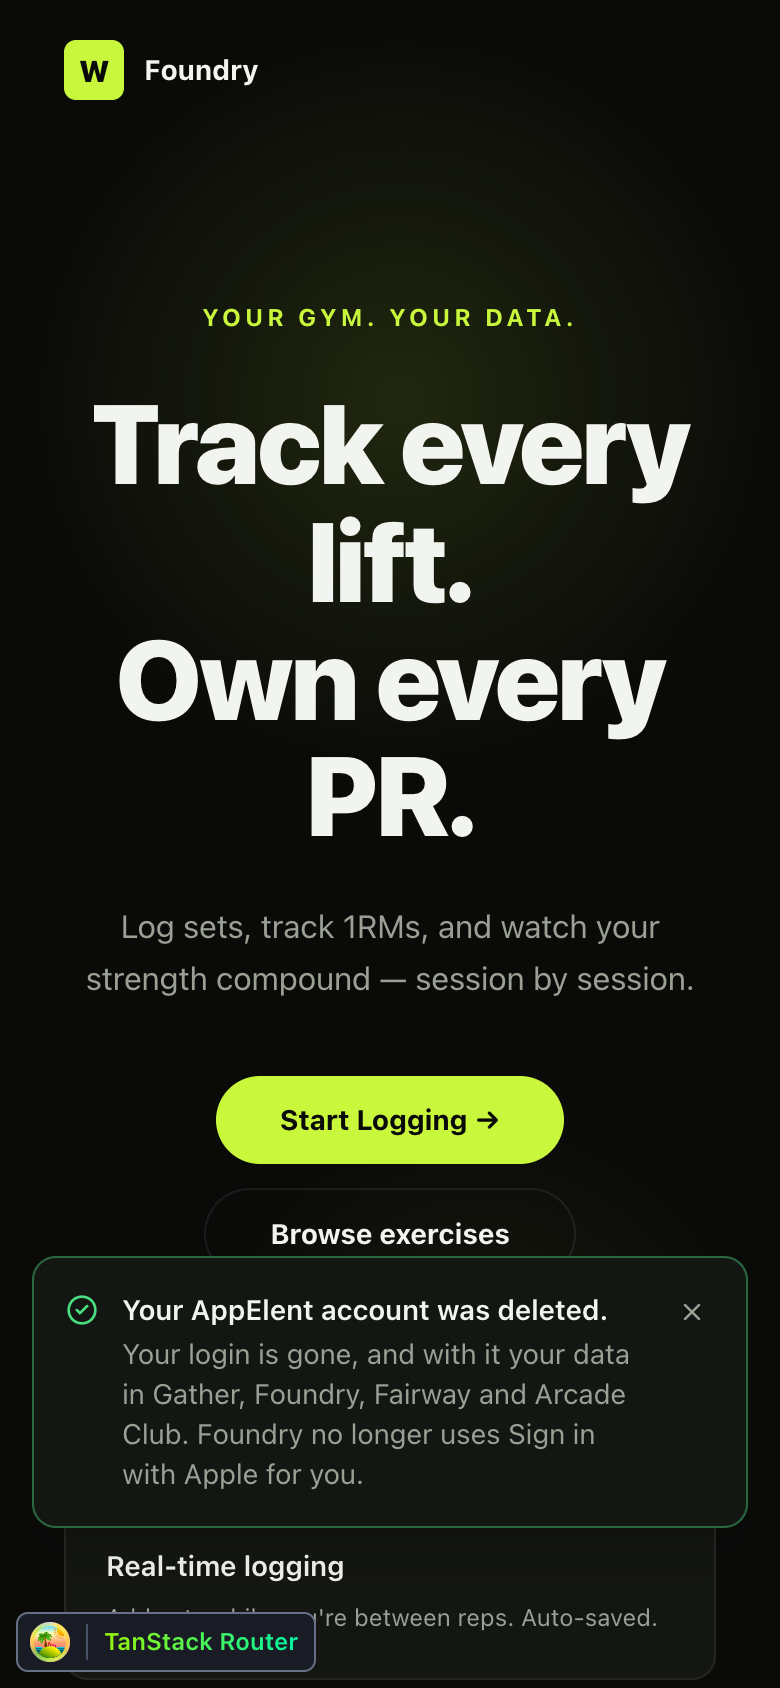 W Foundry
YOUR GYM. YOUR DATA.
Track every
lift.
Own every
PR.
Log sets, track 1RMs, and watch your
strength compound — session by session.
Start Logging →
Browse exercises
Your AppElent account was deleted.
Your login is gone, and with it your data
in Gather, Foundry, Fairway and Arcade
Club. Foundry no longer uses Sign in
with Apple for you.
Real-time logging
between reps. Auto-saved.
TanStack Router